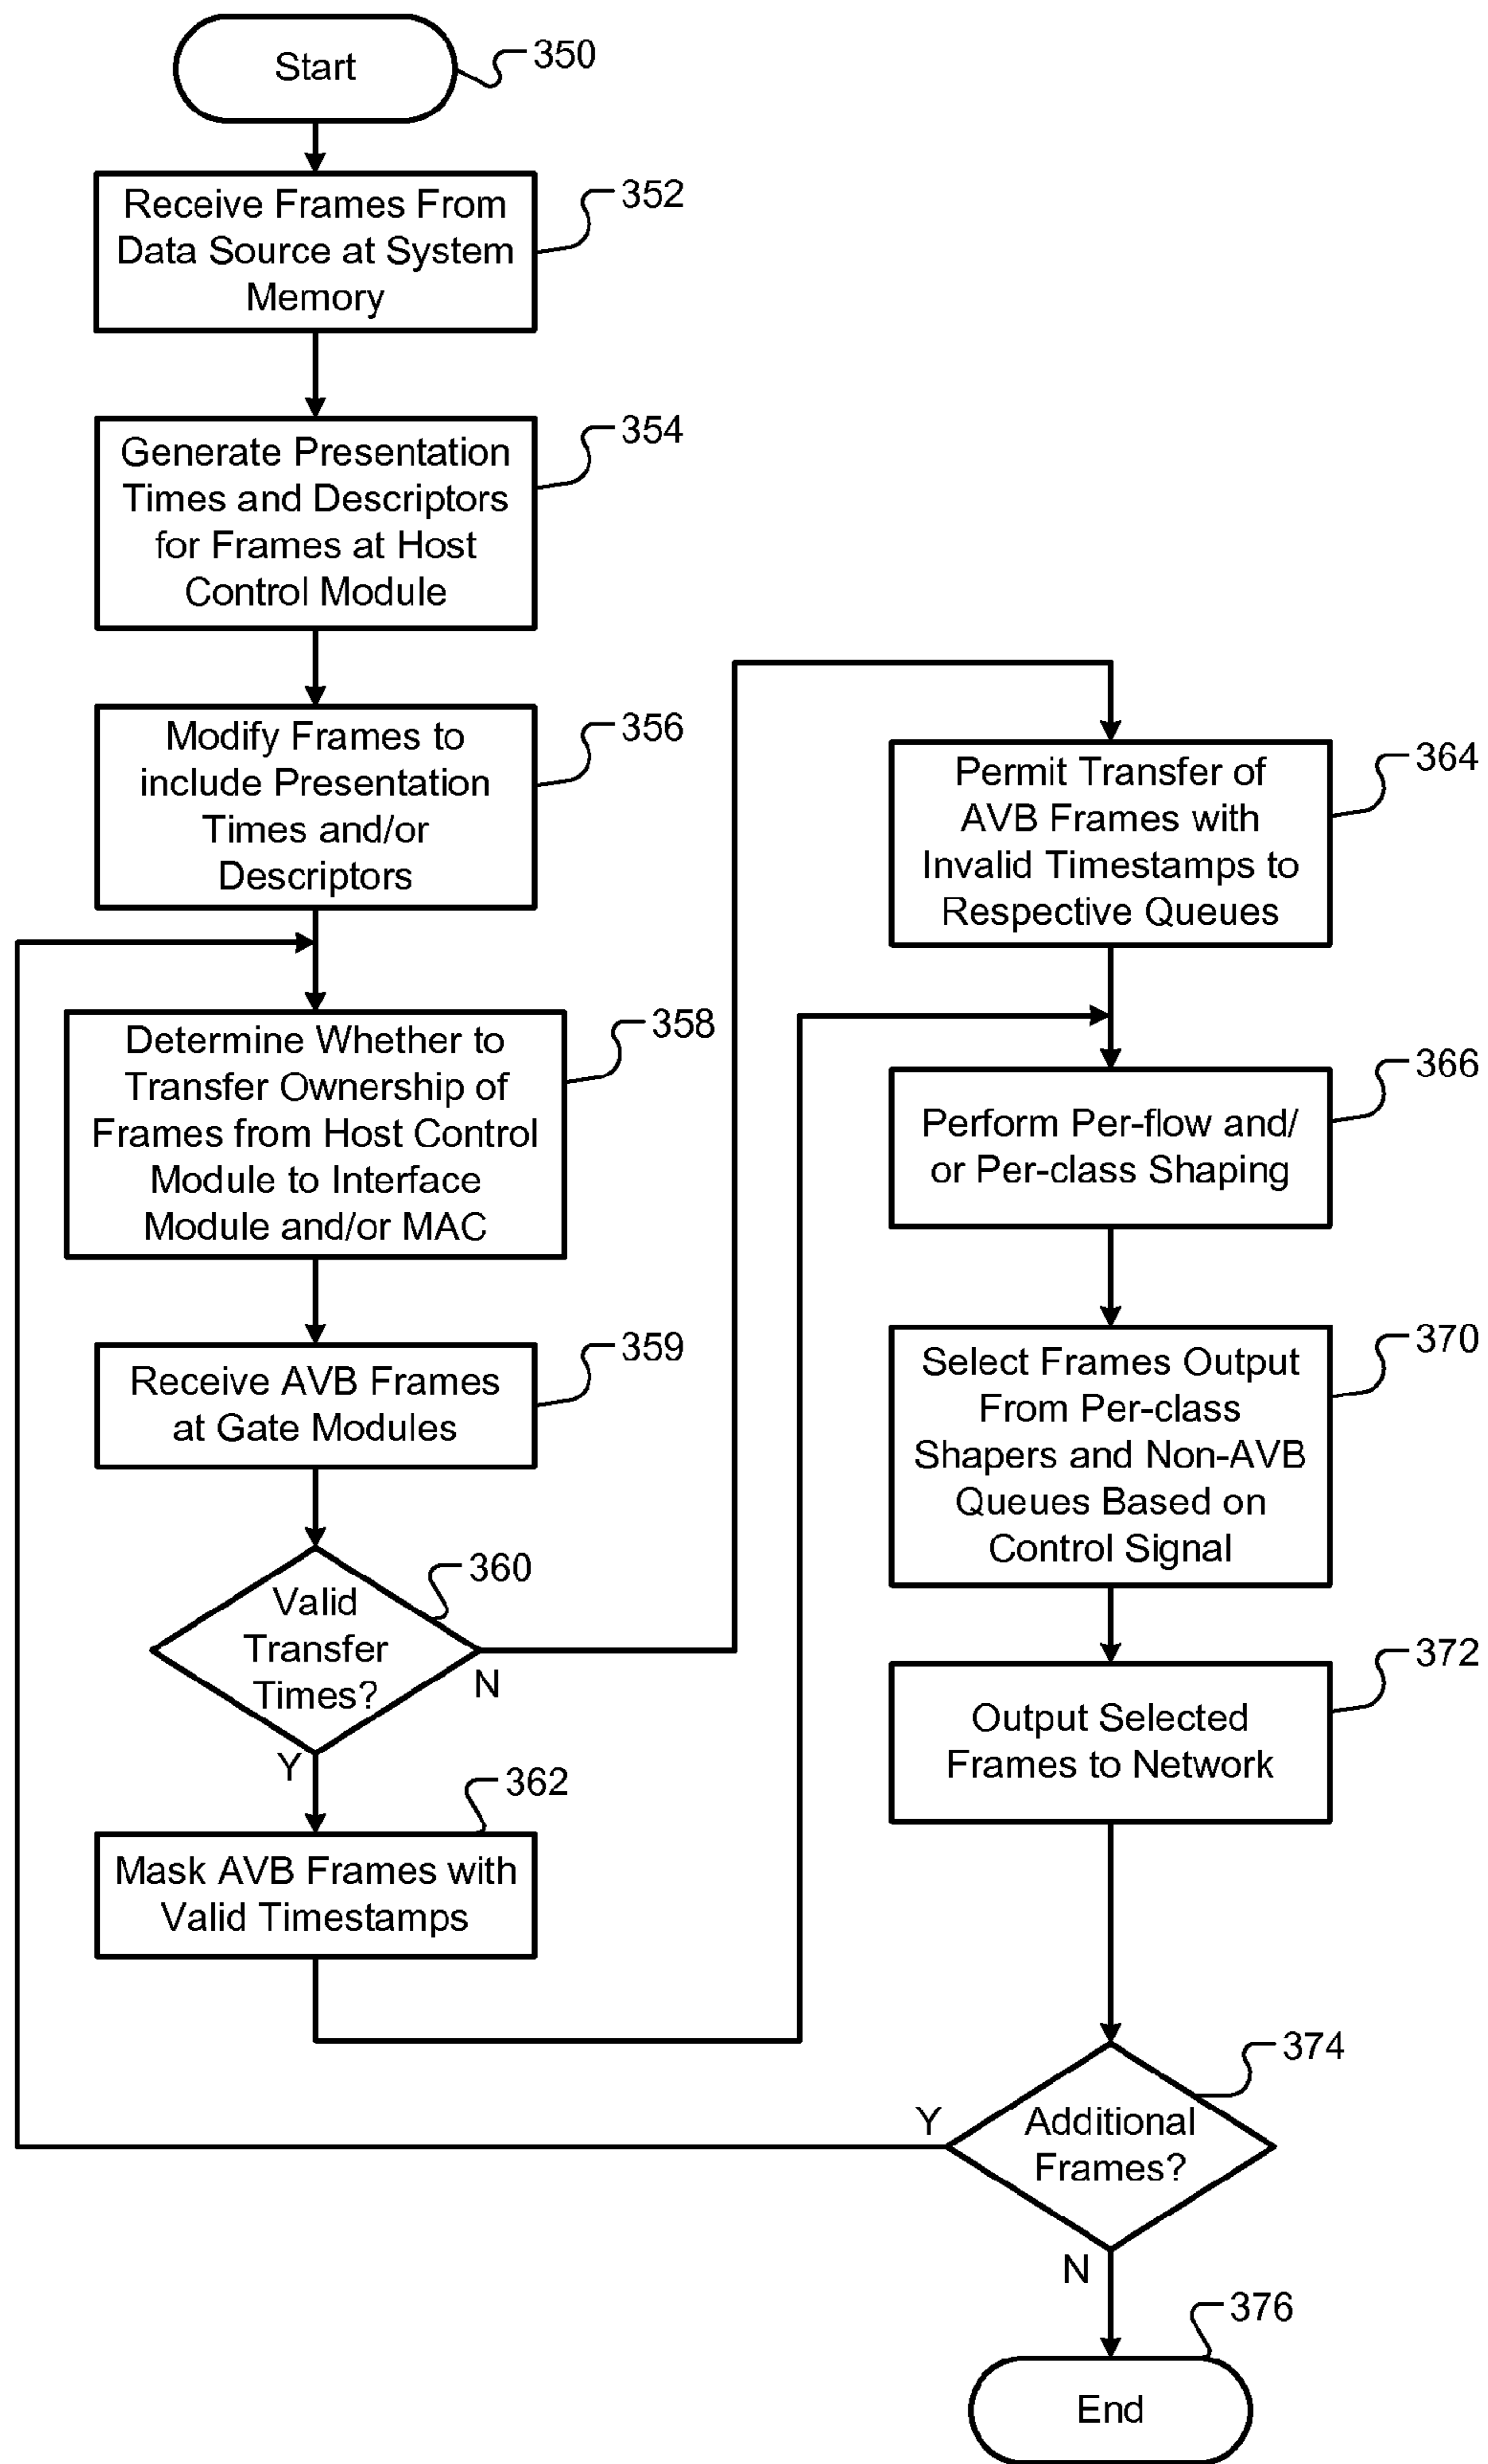 Start
350
Receive Frames From
Data Source at System
Memory
352
Generate Presentation
Times and Descriptors
for Frames at Host
Control Module
354
Modify Frames to
include Presentation
Times and/or
Descriptors
356
Determine Whether to
Transfer Ownership of
Frames from Host Control
Module to Interface
Module and/or MAC
358
Receive AVB Frames
at Gate Modules
359
Valid
Transfer
Times?
360
N
Y
362
Mask AVB Frames with
Valid Timestamps
Permit Transfer of
AVB Frames with
Invalid Timestamps to
Respective Queues
364
Perform Per-flow and/
or Per-class Shaping
366
Select Frames Output
From Per-class
Shapers and Non-AVB
Queues Based on
Control Signal
370
Output Selected
Frames to Network
372
Additional
Frames?
374
Y
N
376
End